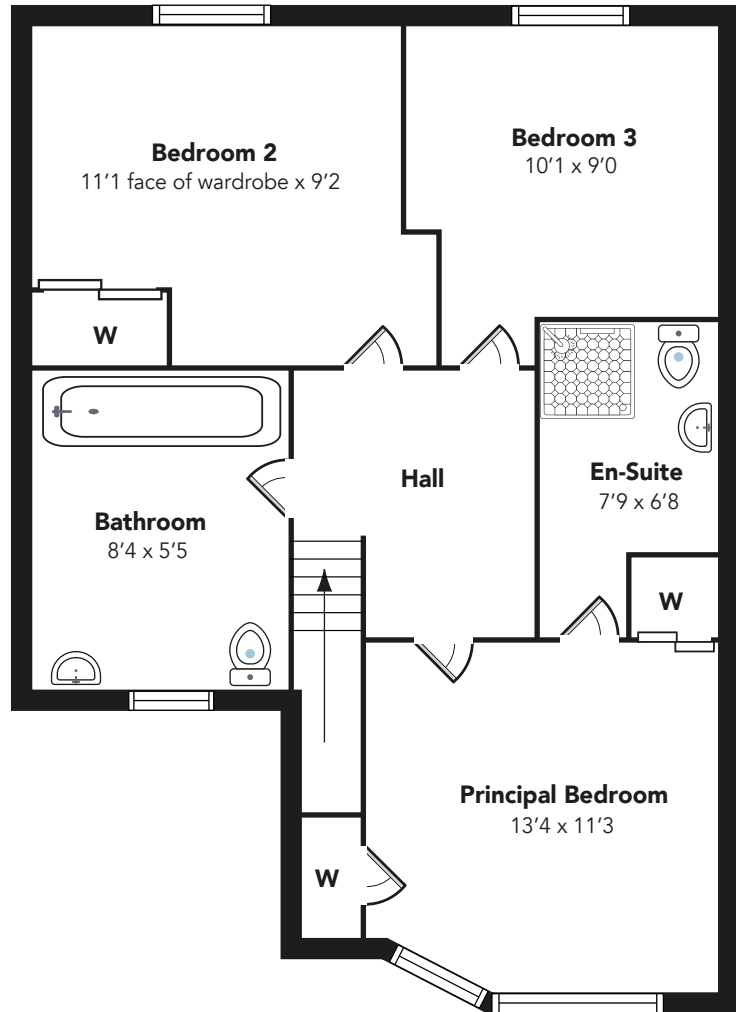 Bedroom 2
11’1 face of wardrobe x 9’2
Bedroom 3
10’1 x 9’0
W
Hall
En-Suite
7’9 x 6’8
Bathroom
8’4 x 5’5
W
Principal Bedroom
13’4 x 11’3
W